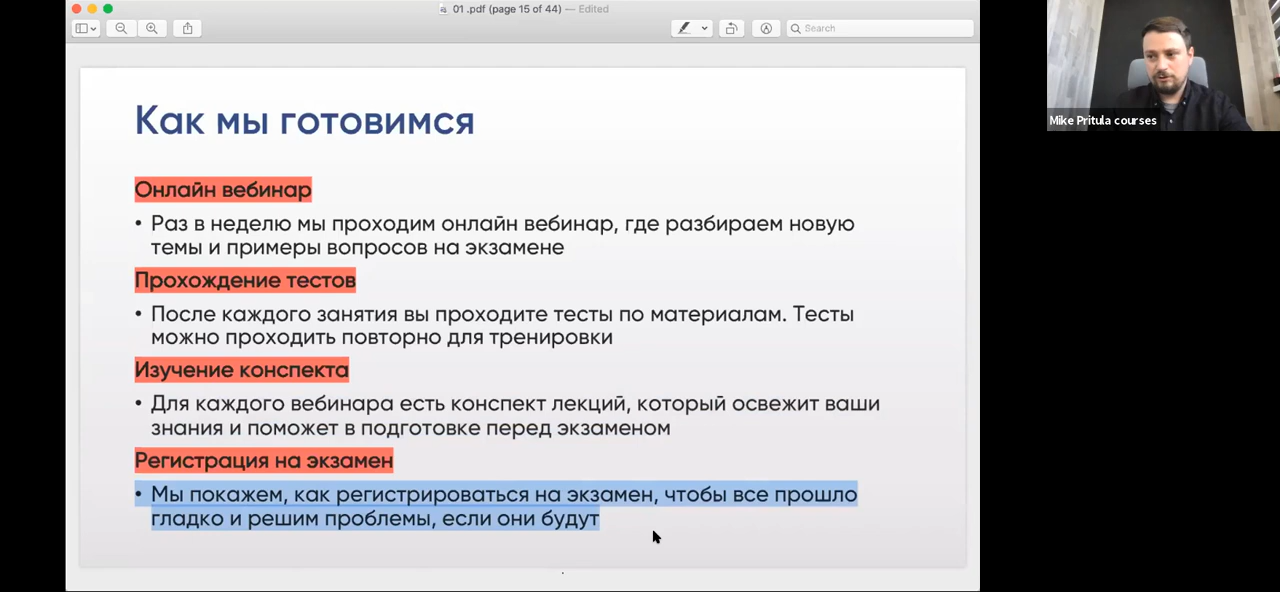 01 .pdf (page 15 of 44) — Edited
Search
Mike Pritula courses
Как мы готовимся
Онлайн вебинар
• Раз в неделю мы проходим онлайн вебинар, где разбираем новую
темы и примеры вопросов на экзамене
Прохождение тестов
• После каждого занятия вы проходите тесты по материалам. Тесты
можно проходить повторно для тренировки
Изучение конспекта
• Для каждого вебинара есть конспект лекций, который освежит ваши
знания и поможет в подготовке перед экзаменом
Регистрация на экзамен
• Мы покажем, как регистрироваться на экзамен, чтобы все прошло
гладко и решим проблемы, если они будут